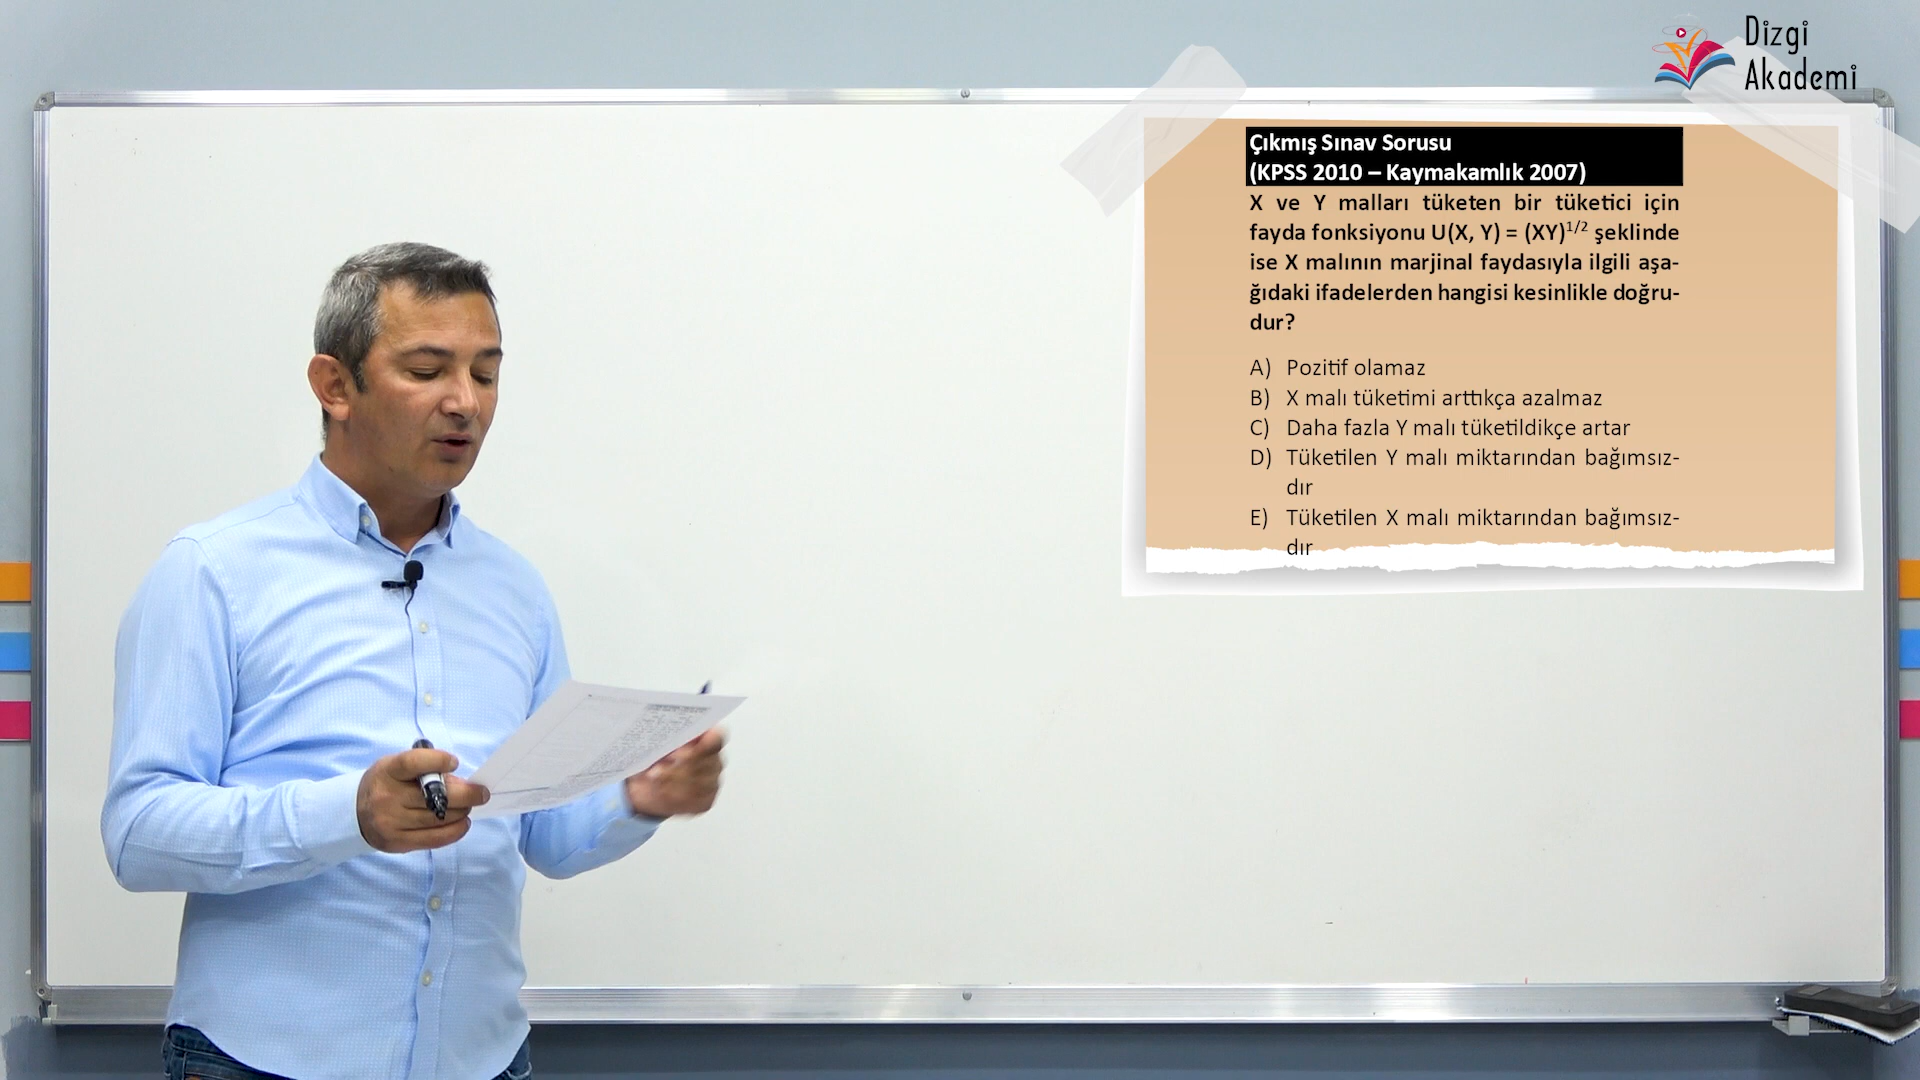 Dizgi
Akademi
Çıkmış Sınav Sorusu
(KPSS 2010 – Kaymakamlık 2007)
X ve Y malları tüketen bir tüketici için
fayda fonksiyonu U(X, Y) = (XY)^1/2 şeklinde
ise X malının marjinal faydasıyla ilgili aşa-
ğıdaki ifadelerden hangisi kesinlikle doğru-
dur?
A) Pozitif olamaz
B) X malı tüketimi arttıkça azalmaz
C) Daha fazla Y malı tüketildikçe artar
D) Tüketilen Y malı miktarından bağımsız-
dır
E) Tüketilen X malı miktarından bağımsız-
dır